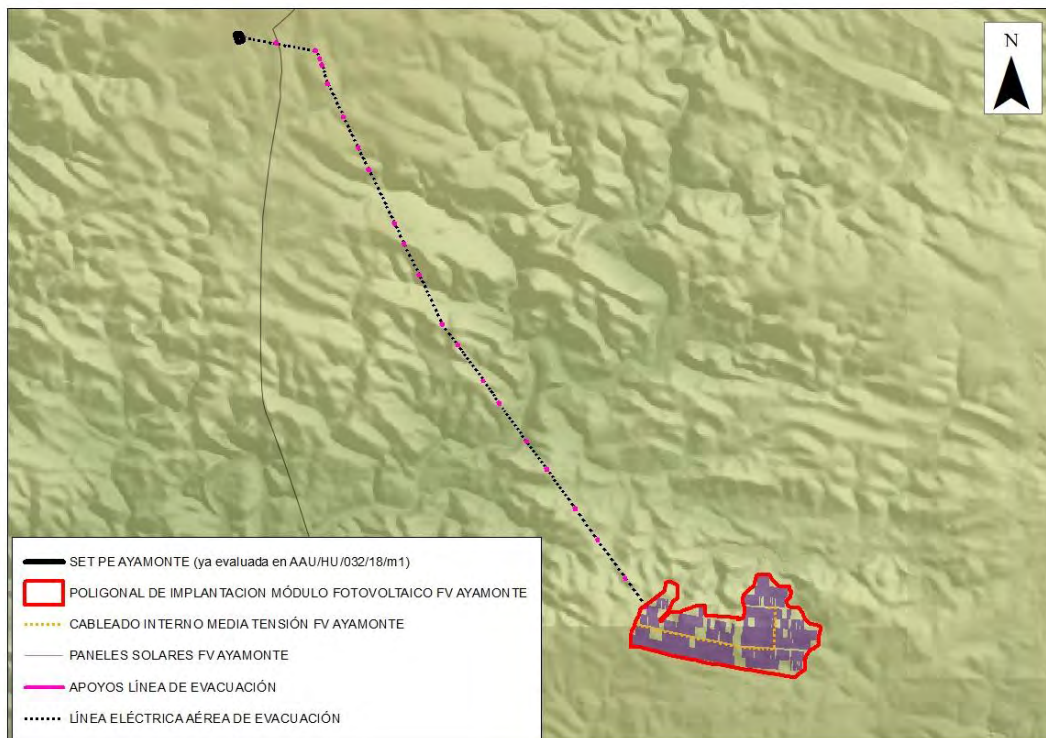 N
SET PE AYAMONTE (ya evaluada en AAU/HU/032/18/m1)
POLIGONAL DE IMPLANTACION MÓDULO FOTOVOLTAICO FV AYAMONTE
CABLEADO INTERNO MEDIA TENSIÓN FV AYAMONTE
PANELES SOLARES FV AYAMONTE
APOYOS LÍNEA DE EVACUACIÓN
LÍNEA ELÉCTRICA AÉREA DE EVACUACIÓN